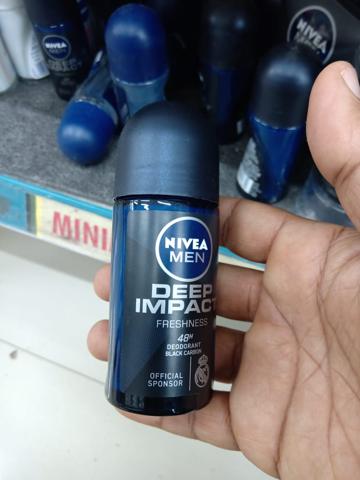 NIVEA
NIVEA
MINI
NIVEA
MEN
DEEP
IMPACT
FRESHNESS
48H
DEODORANT
BLACK CARBON
OFFICIAL
SPONSOR